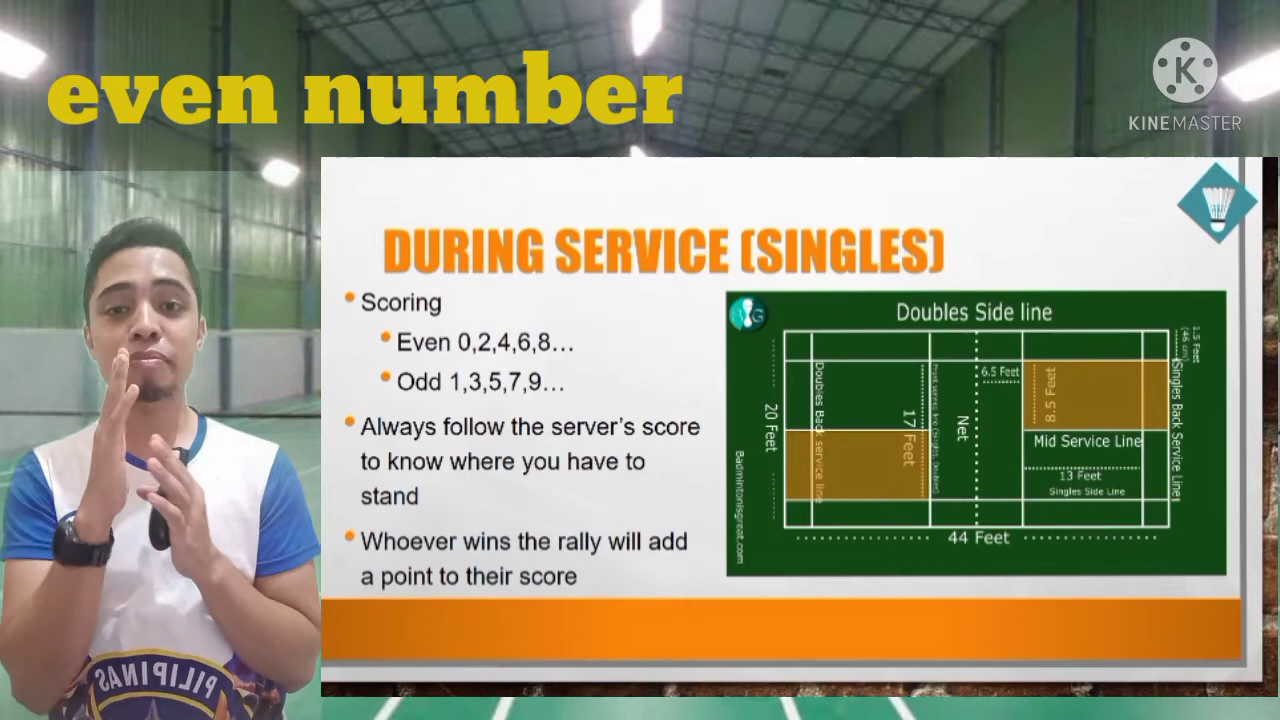 even number
KINEMASTER
DURING SERVICE (SINGLES)
Scoring
Even 0,2,4,6,8...
Odd 1,3,5,7,9...
Always follow the server's score
to know where you have to
stand
Whoever wins the rally will add
a point to their score
Doubles Side line
1.5 Feet
(46 cm)
6.5 Feet
8.5 Feet
Doubles Back service line
17 Feet
Net
20 Feet
Mid Service Line
13 Feet
Singles Side Line
(Singles Back Service Line)
44 Feet
Badmintonisgreat.com
PILIPINAS